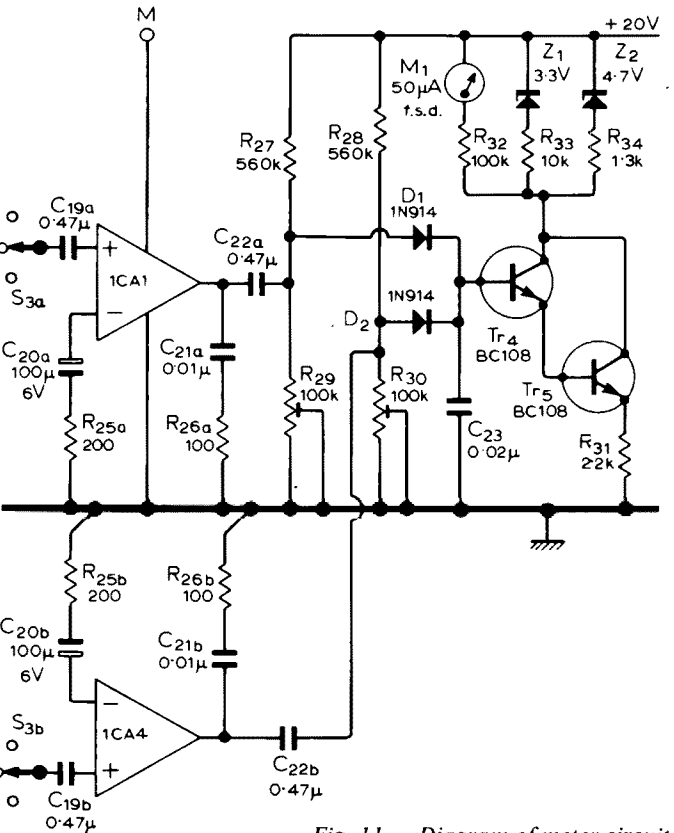 M
+20V
M1
50μA
f.s.d.
Z1
3·3V
Z2
4·7V
R27
560k
R28
560k
R32
100k
R33
10k
R34
1·3k
D1
1N914
C19a
0·47μ
S3a
+
−
1CA1
C22a
0·47μ
1N914
D2
Tr4
BC108
C20a
100μ
6V
C21a
0·01μ
R25a
200
R26a
100
R29
100k
R30
100k
C23
0·02μ
Tr5
BC108
R31
2·2k
R25b
200
R26b
100
C20b
100μ
6V
C21b
0·01μ
S3b
−
1CA4
+
C19b
0·47μ
C22b
0·47μ